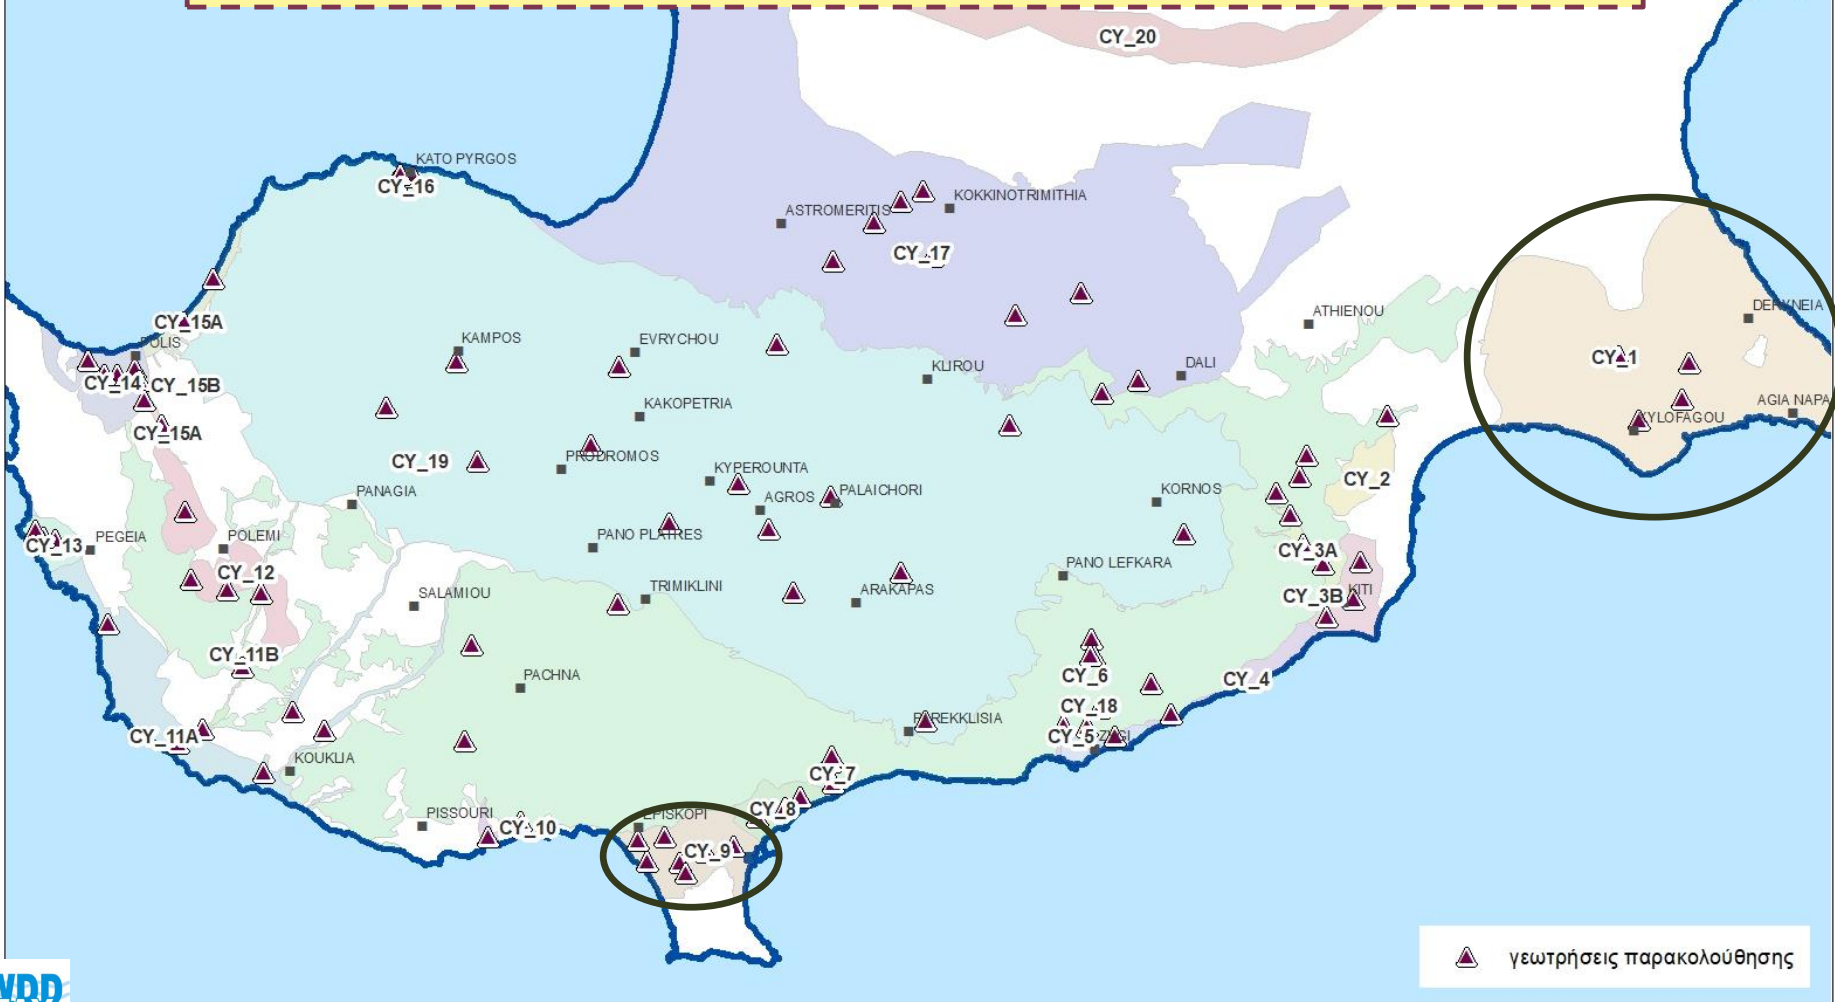 CY_20
KATO PYRGOS
CY_16
KOKKINOTRIMITHIA
ASTROMERITIS
CY_17
ATHIENOU
DERYNEIA
CY_15A
POLIS
KAMPOS
EVRYCHOU
KLIROU
DALI
CY_1
CY_14
CY_15B
KAKOPETRIA
AGIA NAPA
XYLOFAGOU
CY_15A
CY_19
PRODROMOS
KYPEROUNTA
CY_2
PANAGIA
AGROS
PALAICHORI
KORNOS
CY_13
PEGEIA
POLEMI
PANO PLATRES
CY_3A
PANO LEFKARA
CY_12
SALAMIOU
TRIMIKLINI
ARAKAPAS
CY_3B
KITI
CY_11B
PACHNA
CY_6
CY_4
CY_18
PAREKKLISIA
CY_11A
CY_5
ZYGI
KOUKLIA
CY_7
PISSOURI
CY_10
EPISKOPI
CY_8
CY_9
γεωτρήσεις παρακολούθησης
WDD